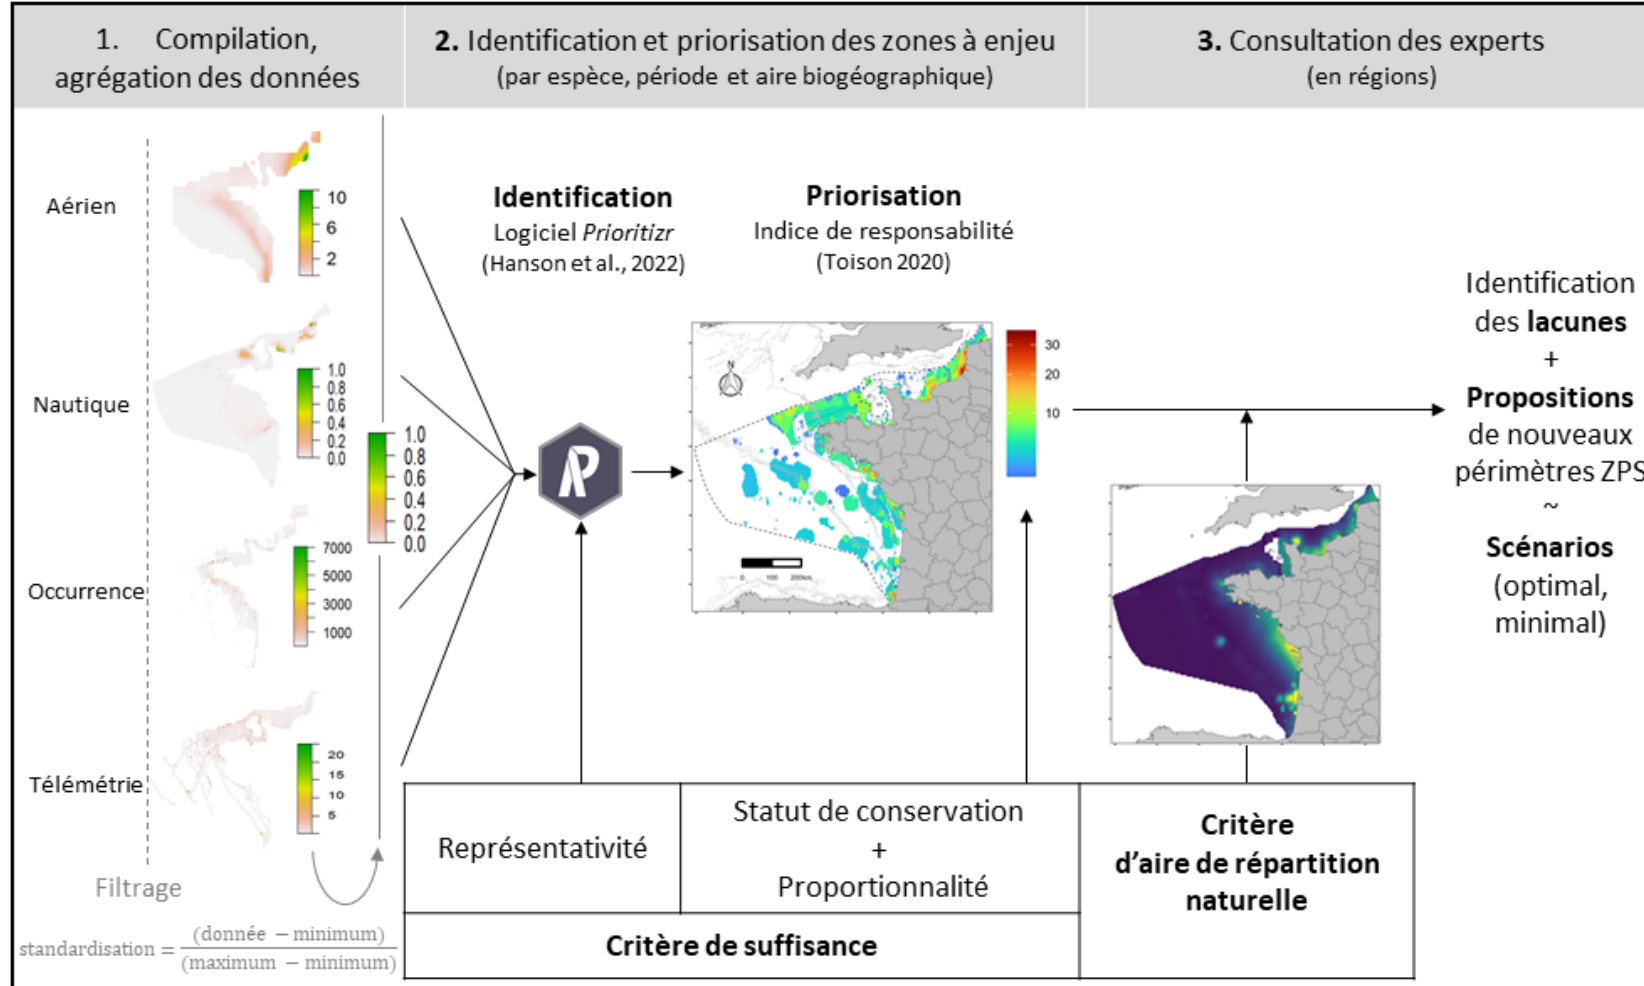 1. Compilation,
agrégation des données
2. Identification et priorisation des zones à enjeu
(par espèce, période et aire biogéographique)
3. Consultation des experts
(en régions)
Aérien
10
6
2
Nautique
1.0
0.8
0.6
0.4
0.2
0.0
1.0
0.8
0.6
0.4
0.2
0.0
Occurrence
7000
5000
3000
1000
Télémétrie
20
15
10
5
Filtrage
standardisation = (donnée − minimum)
(maximum − minimum)
Identification
Logiciel Prioritizr
(Hanson et al., 2022)
Priorisation
Indice de responsabilité
(Toison 2020)
N
30
20
10
0 100 200km
Représentativité
Statut de conservation
+
Proportionnalité
Critère de suffisance
Critère
d’aire de répartition
naturelle
Identification
des lacunes
+
Propositions
de nouveaux
périmètres ZPS
~
Scénarios
(optimal,
minimal)